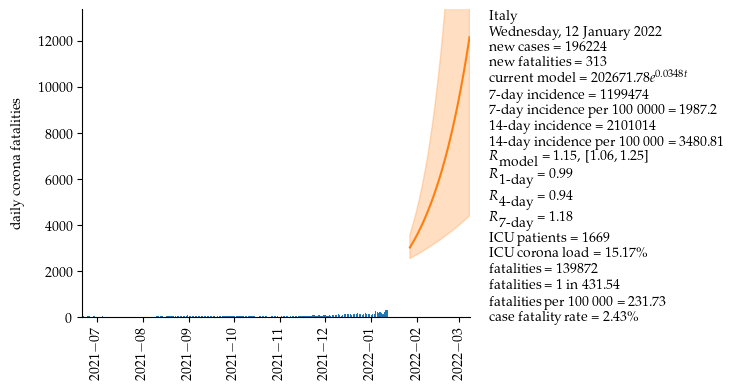 Italy
Wednesday, 12 January 2022
new cases = 196224
new fatalities = 313
current model = 202671.78e^{0.0348t}
7-day incidence = 1199474
7-day incidence per 100 0000 = 1987.2
14-day incidence = 2101014
14-day incidence per 100 000 = 3480.81
R_model = 1.15, [1.06, 1.25]
R_1-day = 0.99
R_4-day = 0.94
R_7-day = 1.18
ICU patients = 1669
ICU corona load = 15.17%
fatalities = 139872
fatalities = 1 in 431.54
fatalities per 100 000 = 231.73
case fatality rate = 2.43%
daily corona fatalities
12000
10000
8000
6000
4000
2000
0
2021−07
2021−08
2021−09
2021−10
2021−11
2021−12
2022−01
2022−02
2022−03